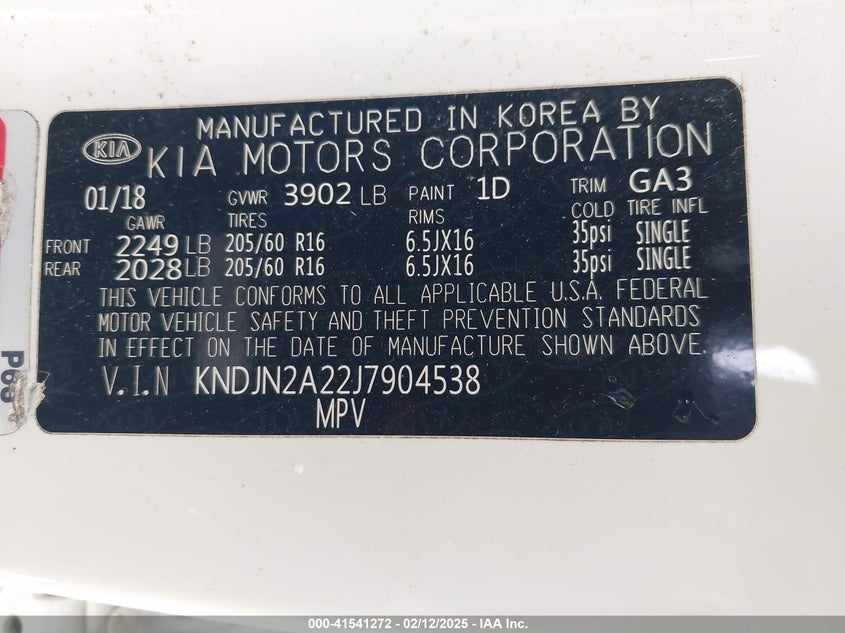 MANUFACTURED IN KOREA BY
KIA KIA MOTORS CORPORATION
01/18 GVWR 3902 LB PAINT 1D TRIM GA3
GAWR TIRES RIMS COLD TIRE INFL
FRONT 2249 LB 205/60 R16 6.5JX16 35psi SINGLE
REAR 2028 LB 205/60 R16 6.5JX16 35psi SINGLE
THIS VEHICLE CONFORMS TO ALL APPLICABLE U.S.A. FEDERAL
MOTOR VEHICLE SAFETY AND THEFT PREVENTION STANDARDS
IN EFFECT ON THE DATE OF MANUFACTURE SHOWN ABOVE.
V.I.N KNDJN2A22J7904538
MPV
000-41541272 - 02/12/2025 - IAA Inc.